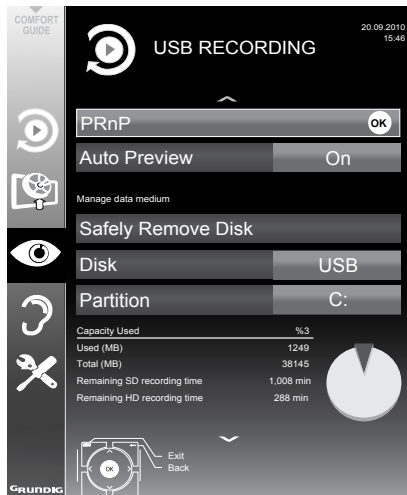 COMFORT
GUIDE
USB RECORDING
20.09.2010
15:46
PRnP
OK
Auto Preview
On
Manage data medium
Safely Remove Disk
Disk
USB
Partition
C:
Capacity Used
%3
Used (MB)
1249
Total (MB)
38145
Remaining SD recording time
1,008 min
Remaining HD recording time
288 min
OK
Exit
Back
GRUNDIG